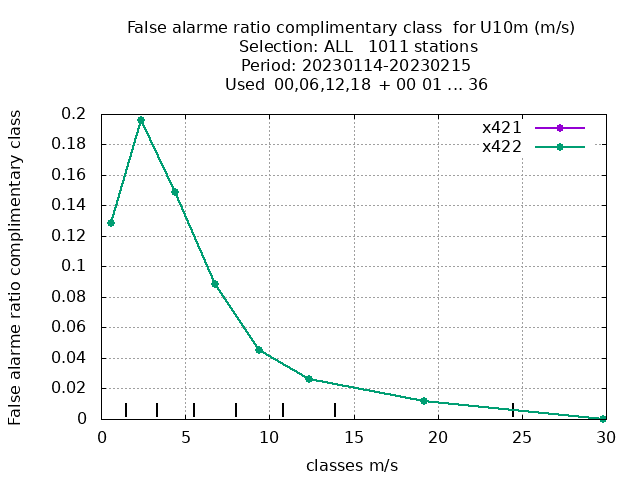 False alarme ratio complimentary class  for U10m (m/s)
Selection: ALL   1011 stations
Period: 20230114-20230215
Used  00,06,12,18  + 00 01 ... 36
False alarme ratio complimentary class
x421
x422
0.2
0.18
0.16
0.14
0.12
0.1
0.08
0.06
0.04
0.02
0
0 5 10 15 20 25 30
classes m/s